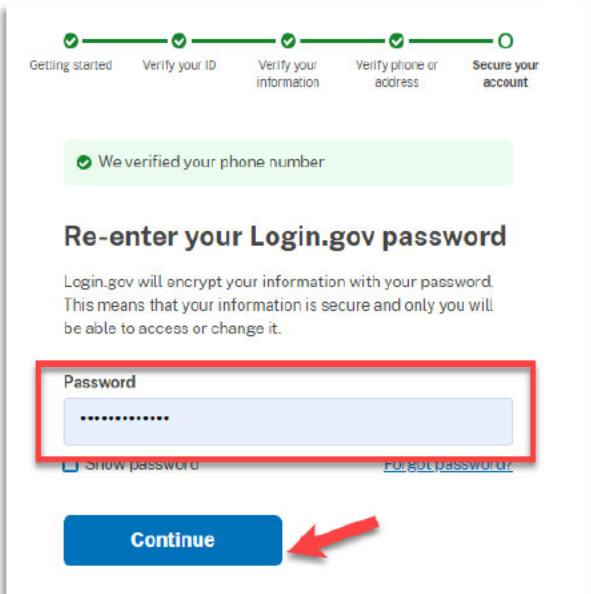 Getting started
Verify your ID
Verify your
information
Verify phone or
address
Secure your
account
We verified your phone number
Re-enter your Login.gov password
Login.gov will encrypt your information with your password.
This means that your information is secure and only you will
be able to access or change it.
Password
•••••••••••••
Show password
Forgot password?
Continue